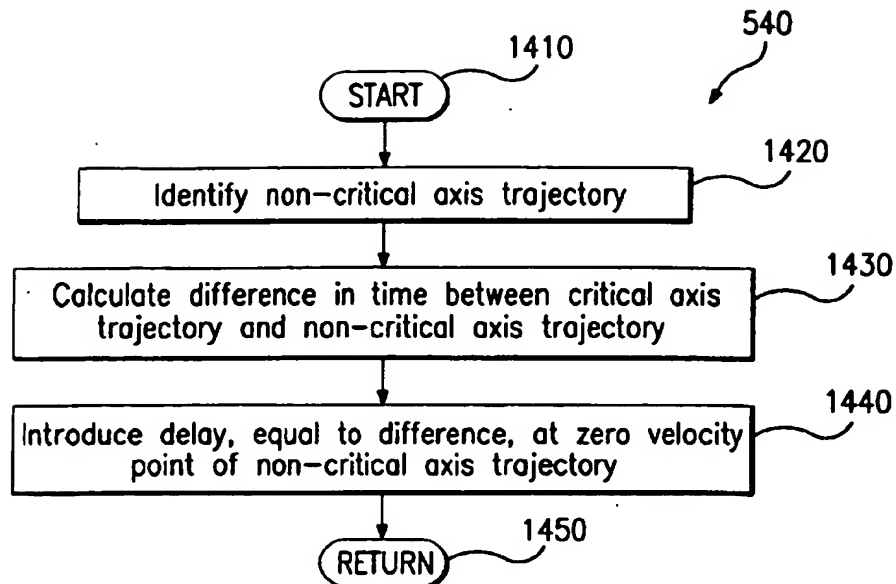 540
1410
START
1420
Identify non-critical axis trajectory
1430
Calculate difference in time between critical axis
trajectory and non-critical axis trajectory
1440
Introduce delay, equal to difference, at zero velocity
point of non-critical axis trajectory
1450
RETURN